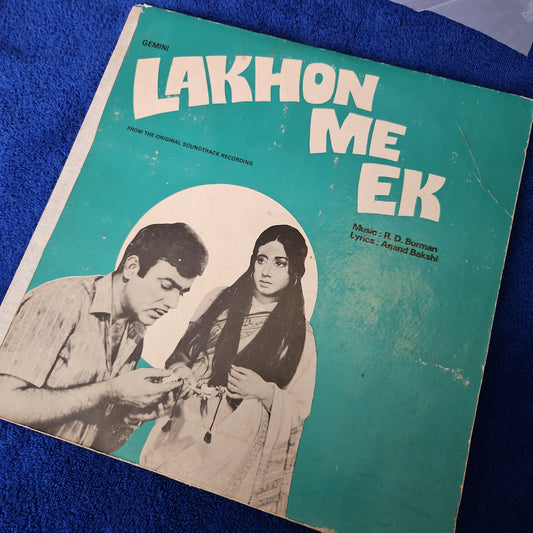 GEMINI
LAKHON
ME
EK
FROM THE ORIGINAL SOUNDTRACK RECORDING
Music : R. D. Burman
Lyrics : Anand Bakshi